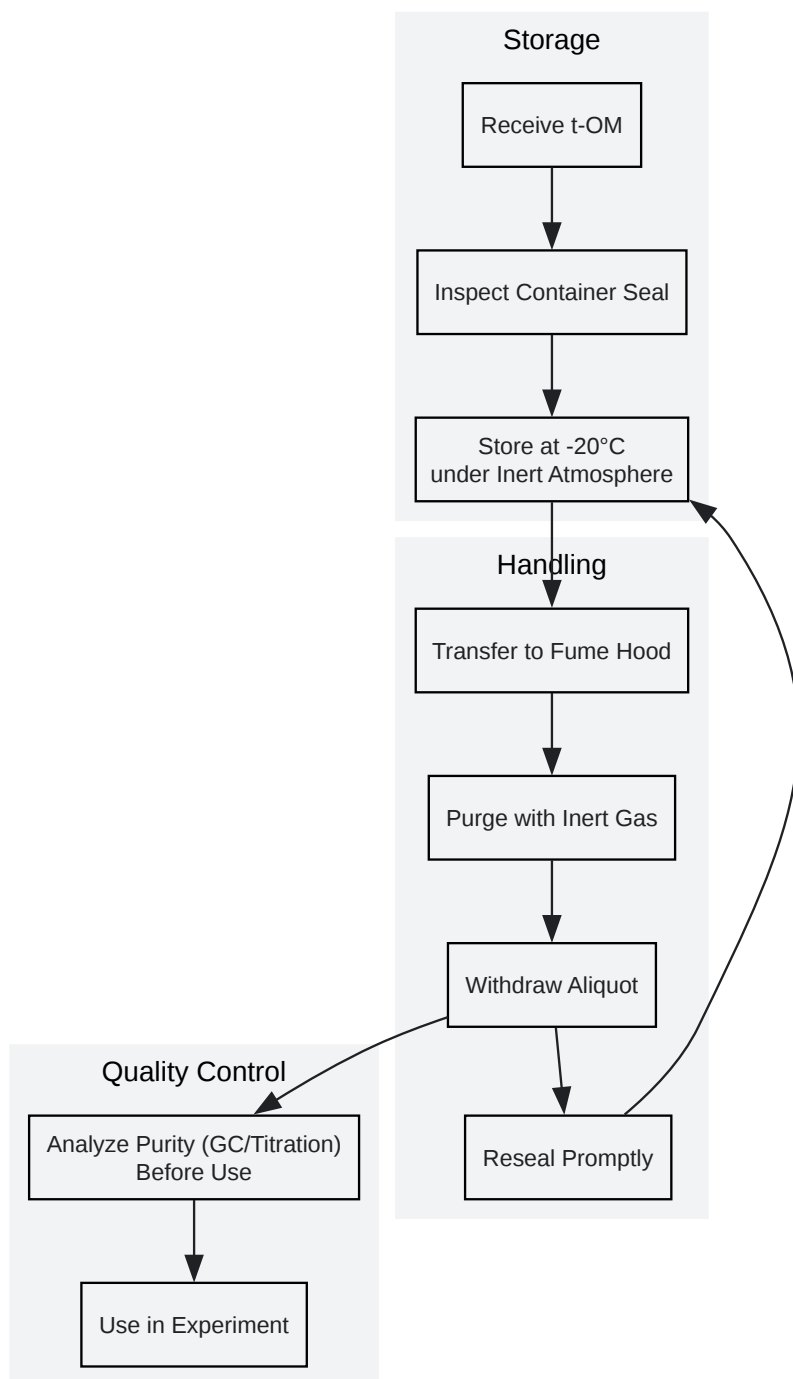 Storage
Receive t-OM
Inspect Container Seal
Store at -20°C
under Inert Atmosphere
Handling
Transfer to Fume Hood
Purge with Inert Gas
Withdraw Aliquot
Reseal Promptly
Quality Control
Analyze Purity (GC/Titration)
Before Use
Use in Experiment